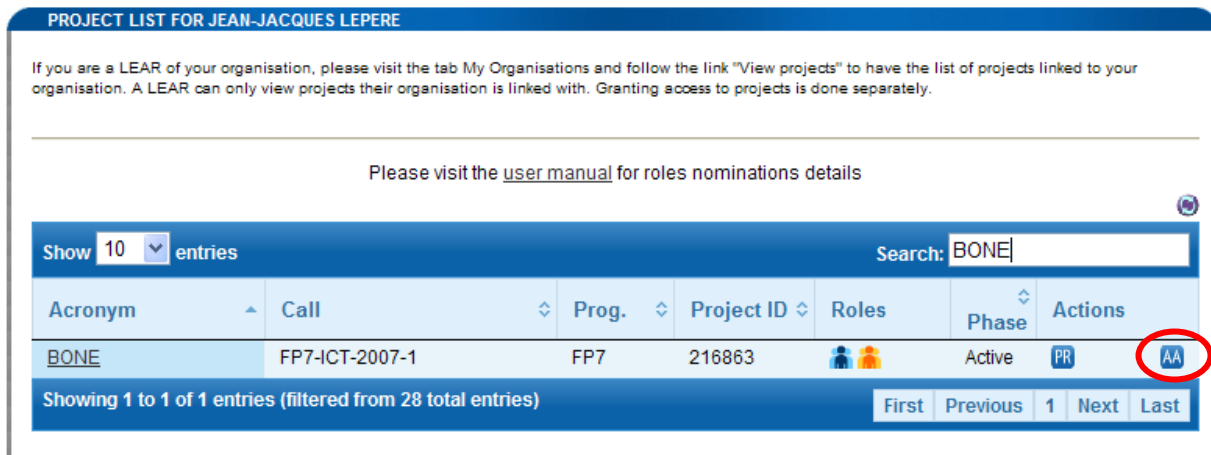 PROJECT LIST FOR JEAN-JACQUES LEPERE
If you are a LEAR of your organisation, please visit the tab My Organisations and follow the link "View projects" to have the list of projects linked to your
organisation. A LEAR can only view projects their organisation is linked with. Granting access to projects is done separately.
Please visit the user manual for roles nominations details
Show 10 entries Search: BONE
Acronym Call Prog. Project ID Roles Phase Actions
BONE FP7-ICT-2007-1 FP7 216863 Active PR AA
Showing 1 to 1 of 1 entries (filtered from 28 total entries) First Previous 1 Next Last